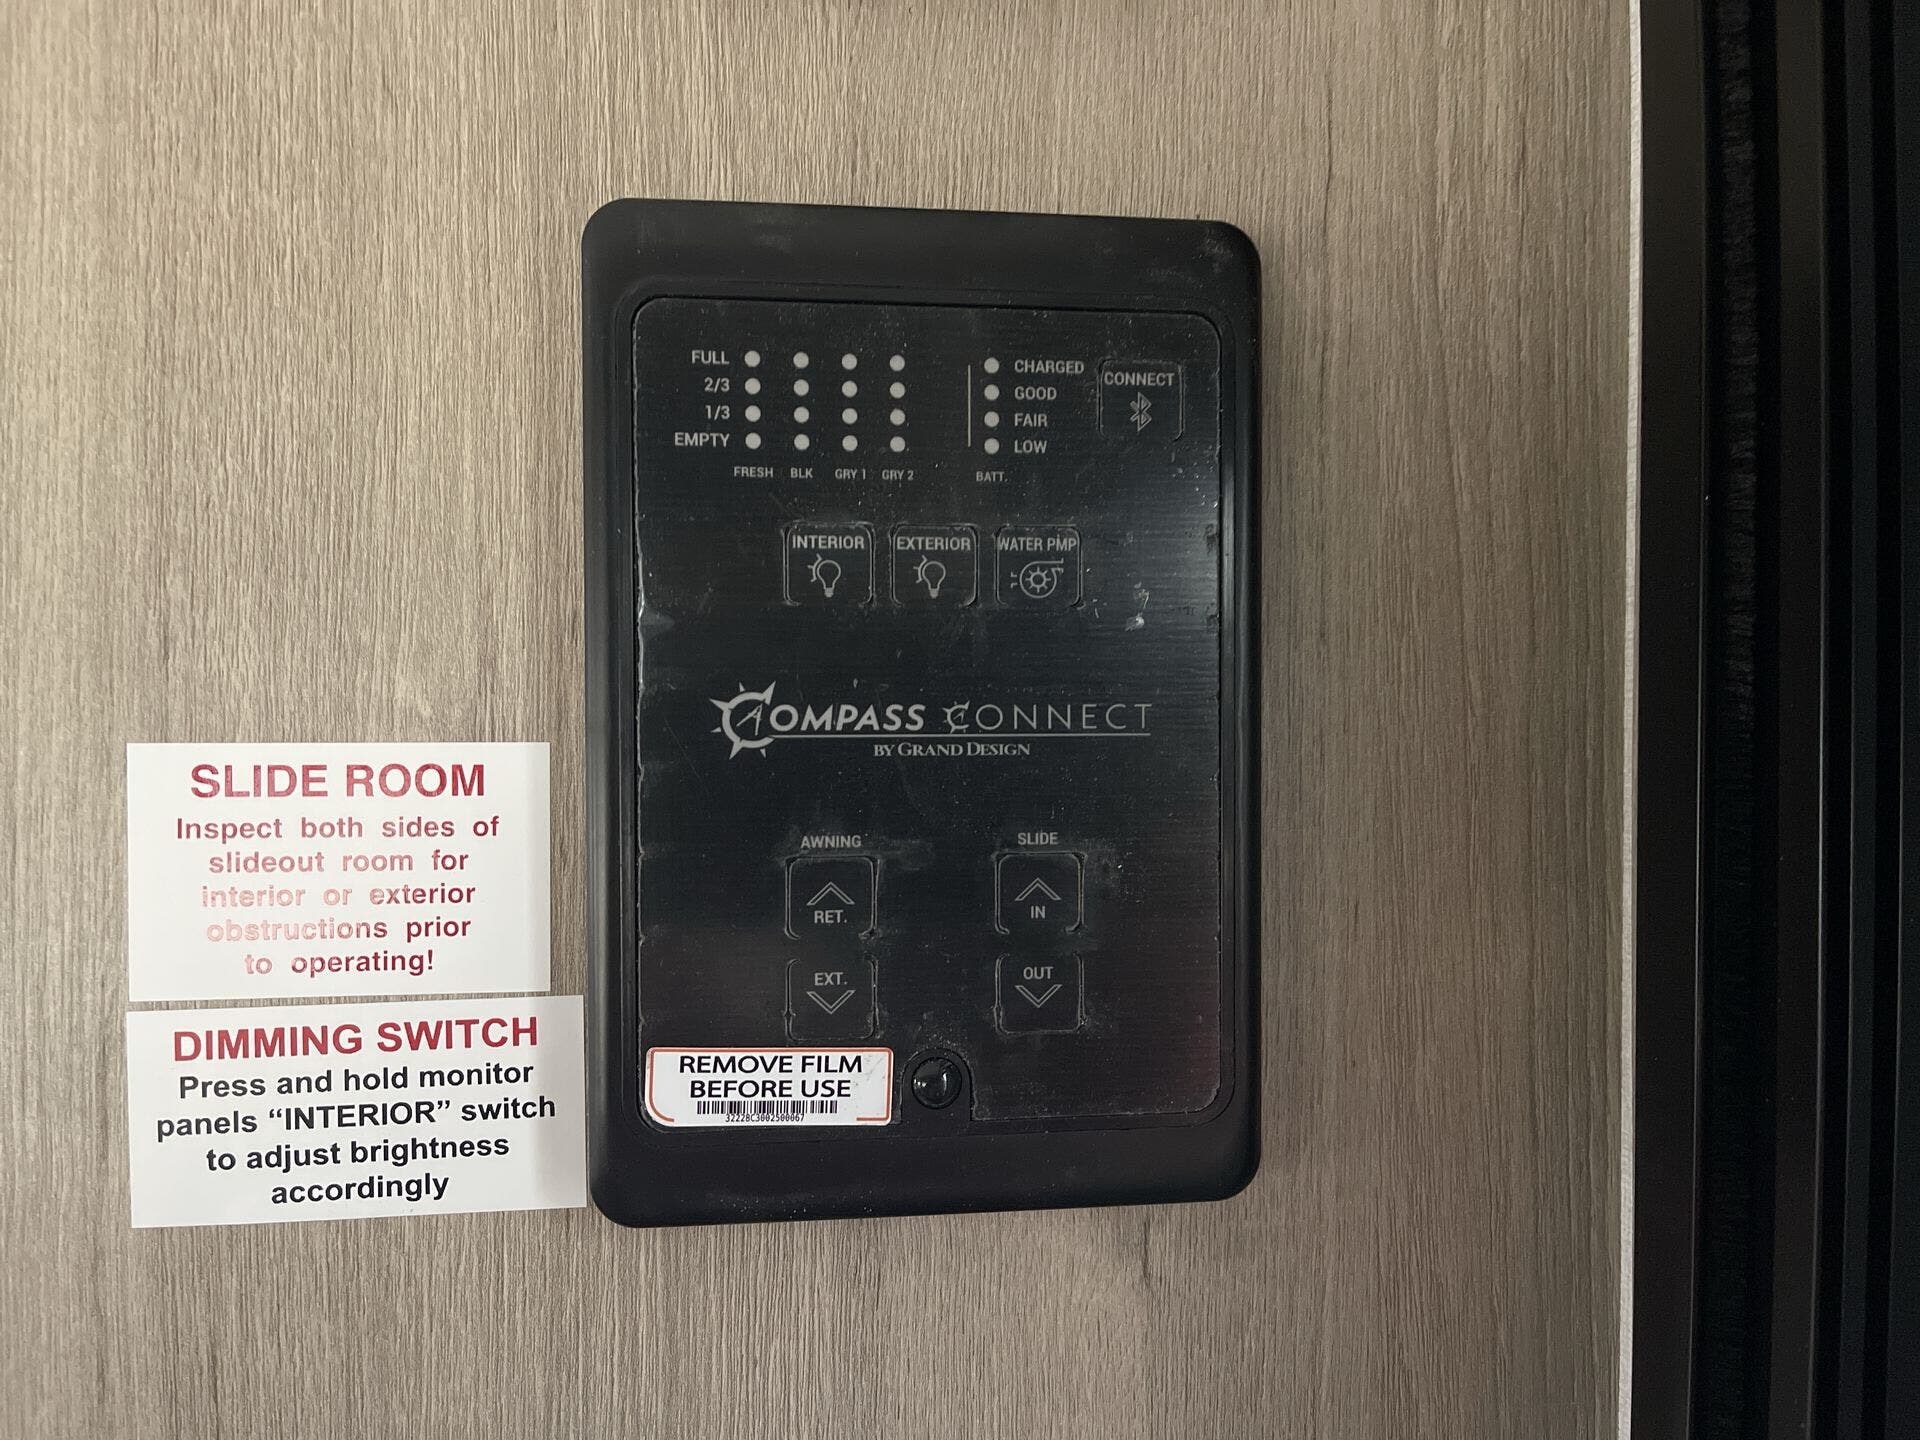 FULL
2/3
1/3
EMPTY
FRESH BLK GRY 1 GRY 2
CHARGED
GOOD
FAIR
LOW
BATT.
CONNECT
INTERIOR EXTERIOR WATER PMP
COMPASS CONNECT
BY GRAND DESIGN
AWNING SLIDE
RET. IN
EXT. OUT
REMOVE FILM
BEFORE USE
32228C3002500067
SLIDE ROOM
Inspect both sides of
slideout room for
interior or exterior
obstructions prior
to operating!
DIMMING SWITCH
Press and hold monitor
panels “INTERIOR” switch
to adjust brightness
accordingly